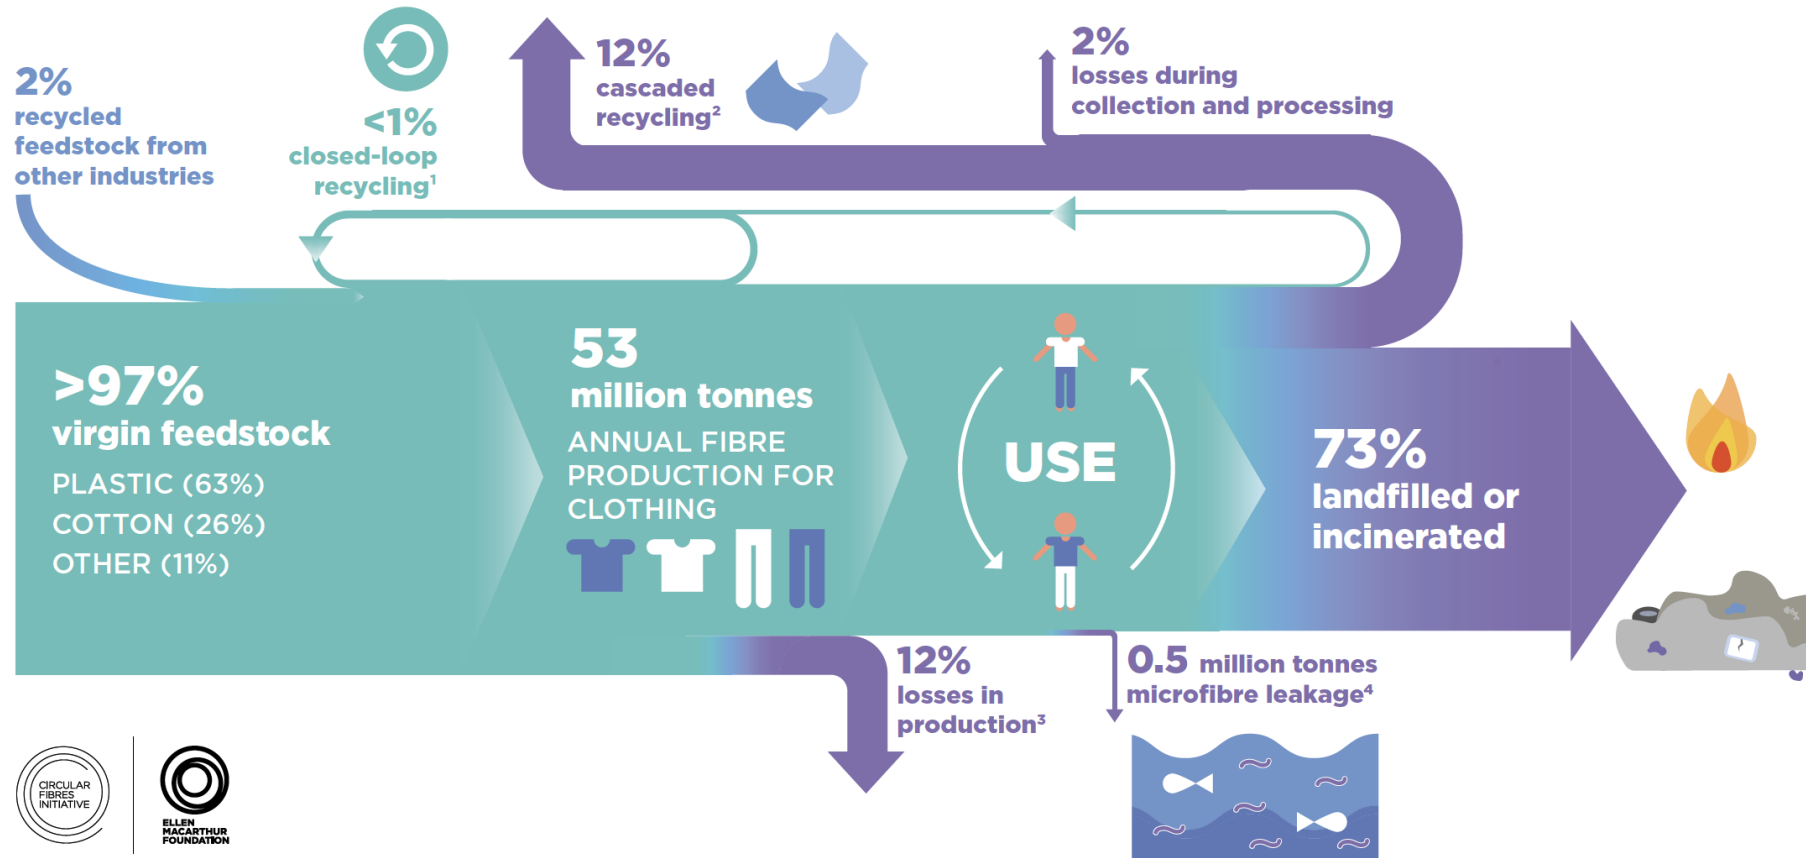 2%
recycled
feedstock from
other industries
<1%
closed-loop
recycling¹
12%
cascaded
recycling²
2%
losses during
collection and processing
>97%
virgin feedstock
PLASTIC (63%)
COTTON (26%)
OTHER (11%)
53
million tonnes
ANNUAL FIBRE
PRODUCTION FOR
CLOTHING
USE
73%
landfilled or
incinerated
12%
losses in
production³
0.5 million tonnes
microfibre leakage⁴
CIRCULAR
FIBRES
INITIATIVE
ELLEN
MACARTHUR
FOUNDATION